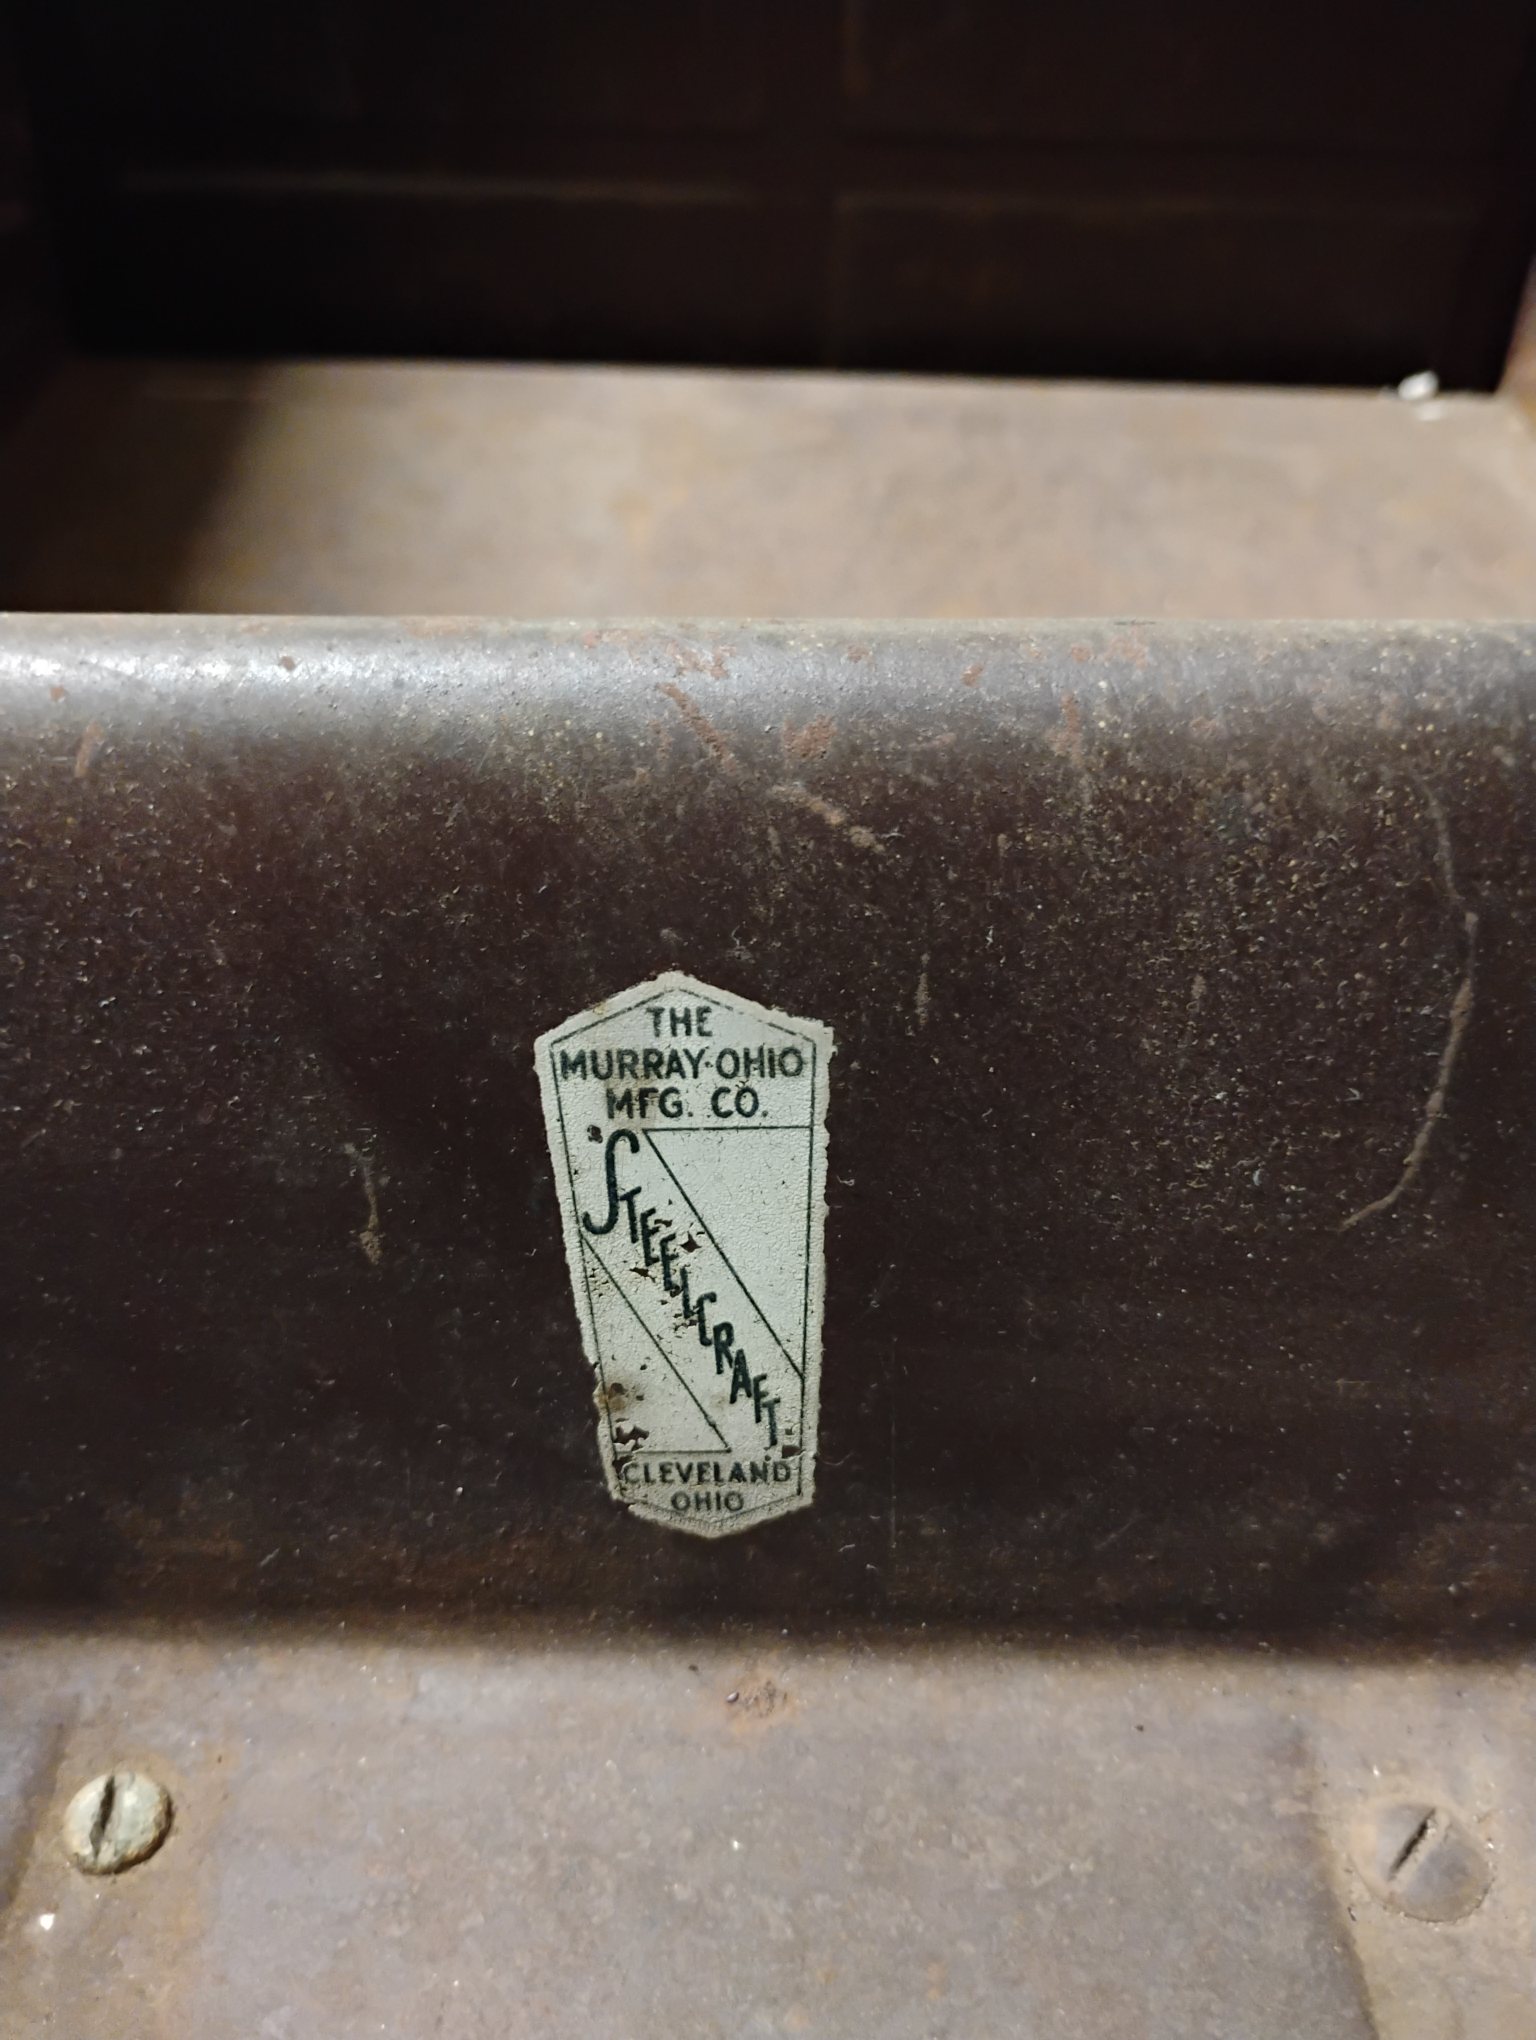 THE
MURRAY-OHIO
MFG. CO.
"STEELCRAFT
CLEVELAND
OHIO